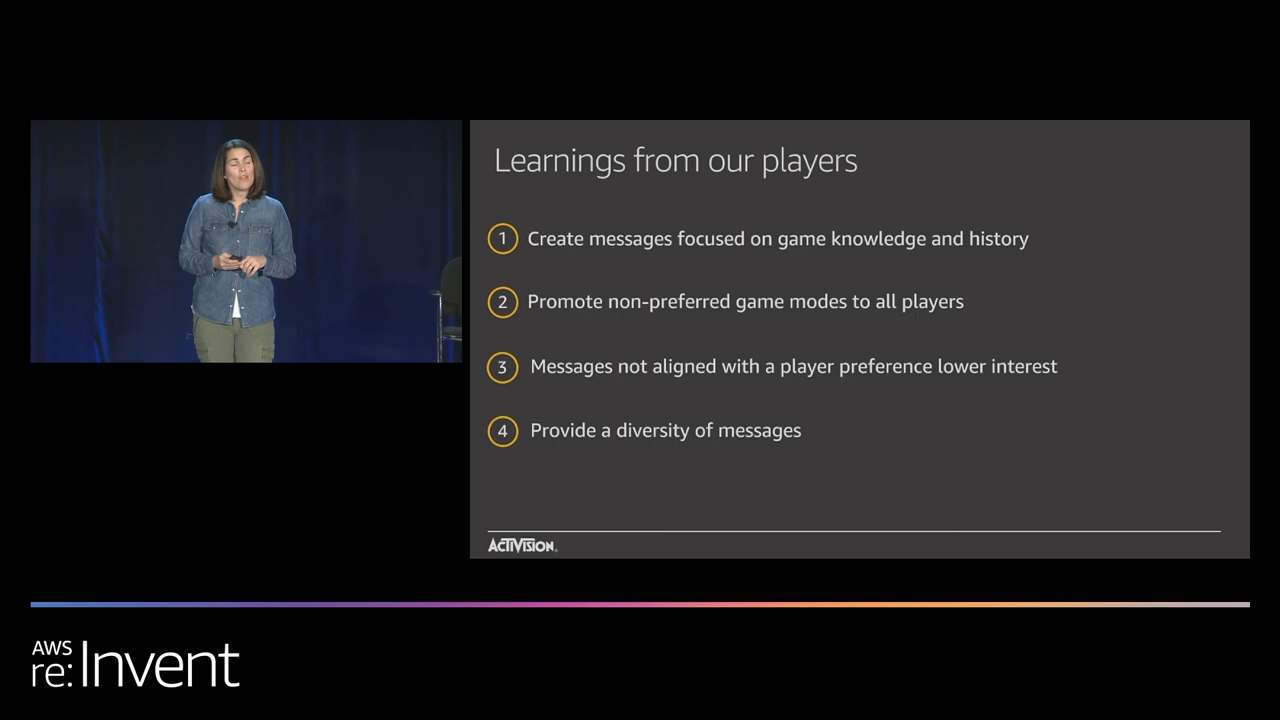 Learnings from our players
1 Create messages focused on game knowledge and history
2 Promote non-preferred game modes to all players
3 Messages not aligned with a player preference lower interest
4 Provide a diversity of messages
ACTIVISION
AWS
re:Invent